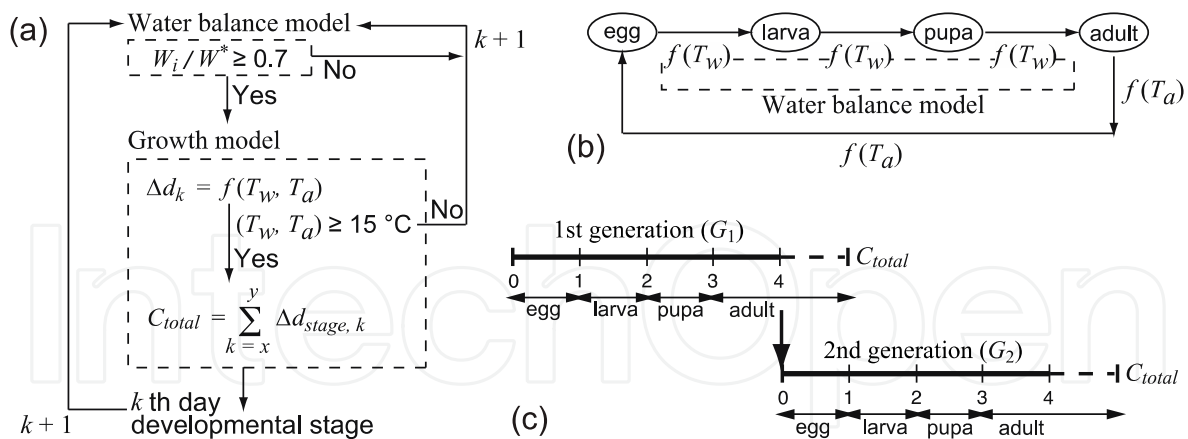 (a)
Water balance model
k + 1
W_i / W^* ≥ 0.7
No
Yes
Growth model
Δd_k = f(T_w, T_a)
(T_w, T_a) ≥ 15 °C
No
Yes
C_total = Σ_{k = x}^{y} Δd_{stage, k}
k th day
developmental stage
k + 1
(b)
egg
larva
pupa
adult
f(T_w)
f(T_w)
f(T_w)
Water balance model
f(T_a)
f(T_a)
(c)
1st generation (G_1)
C_total
0 1 2 3 4
egg larva pupa adult
2nd generation (G_2)
C_total
0 1 2 3 4
egg larva pupa adult
IntechOpen